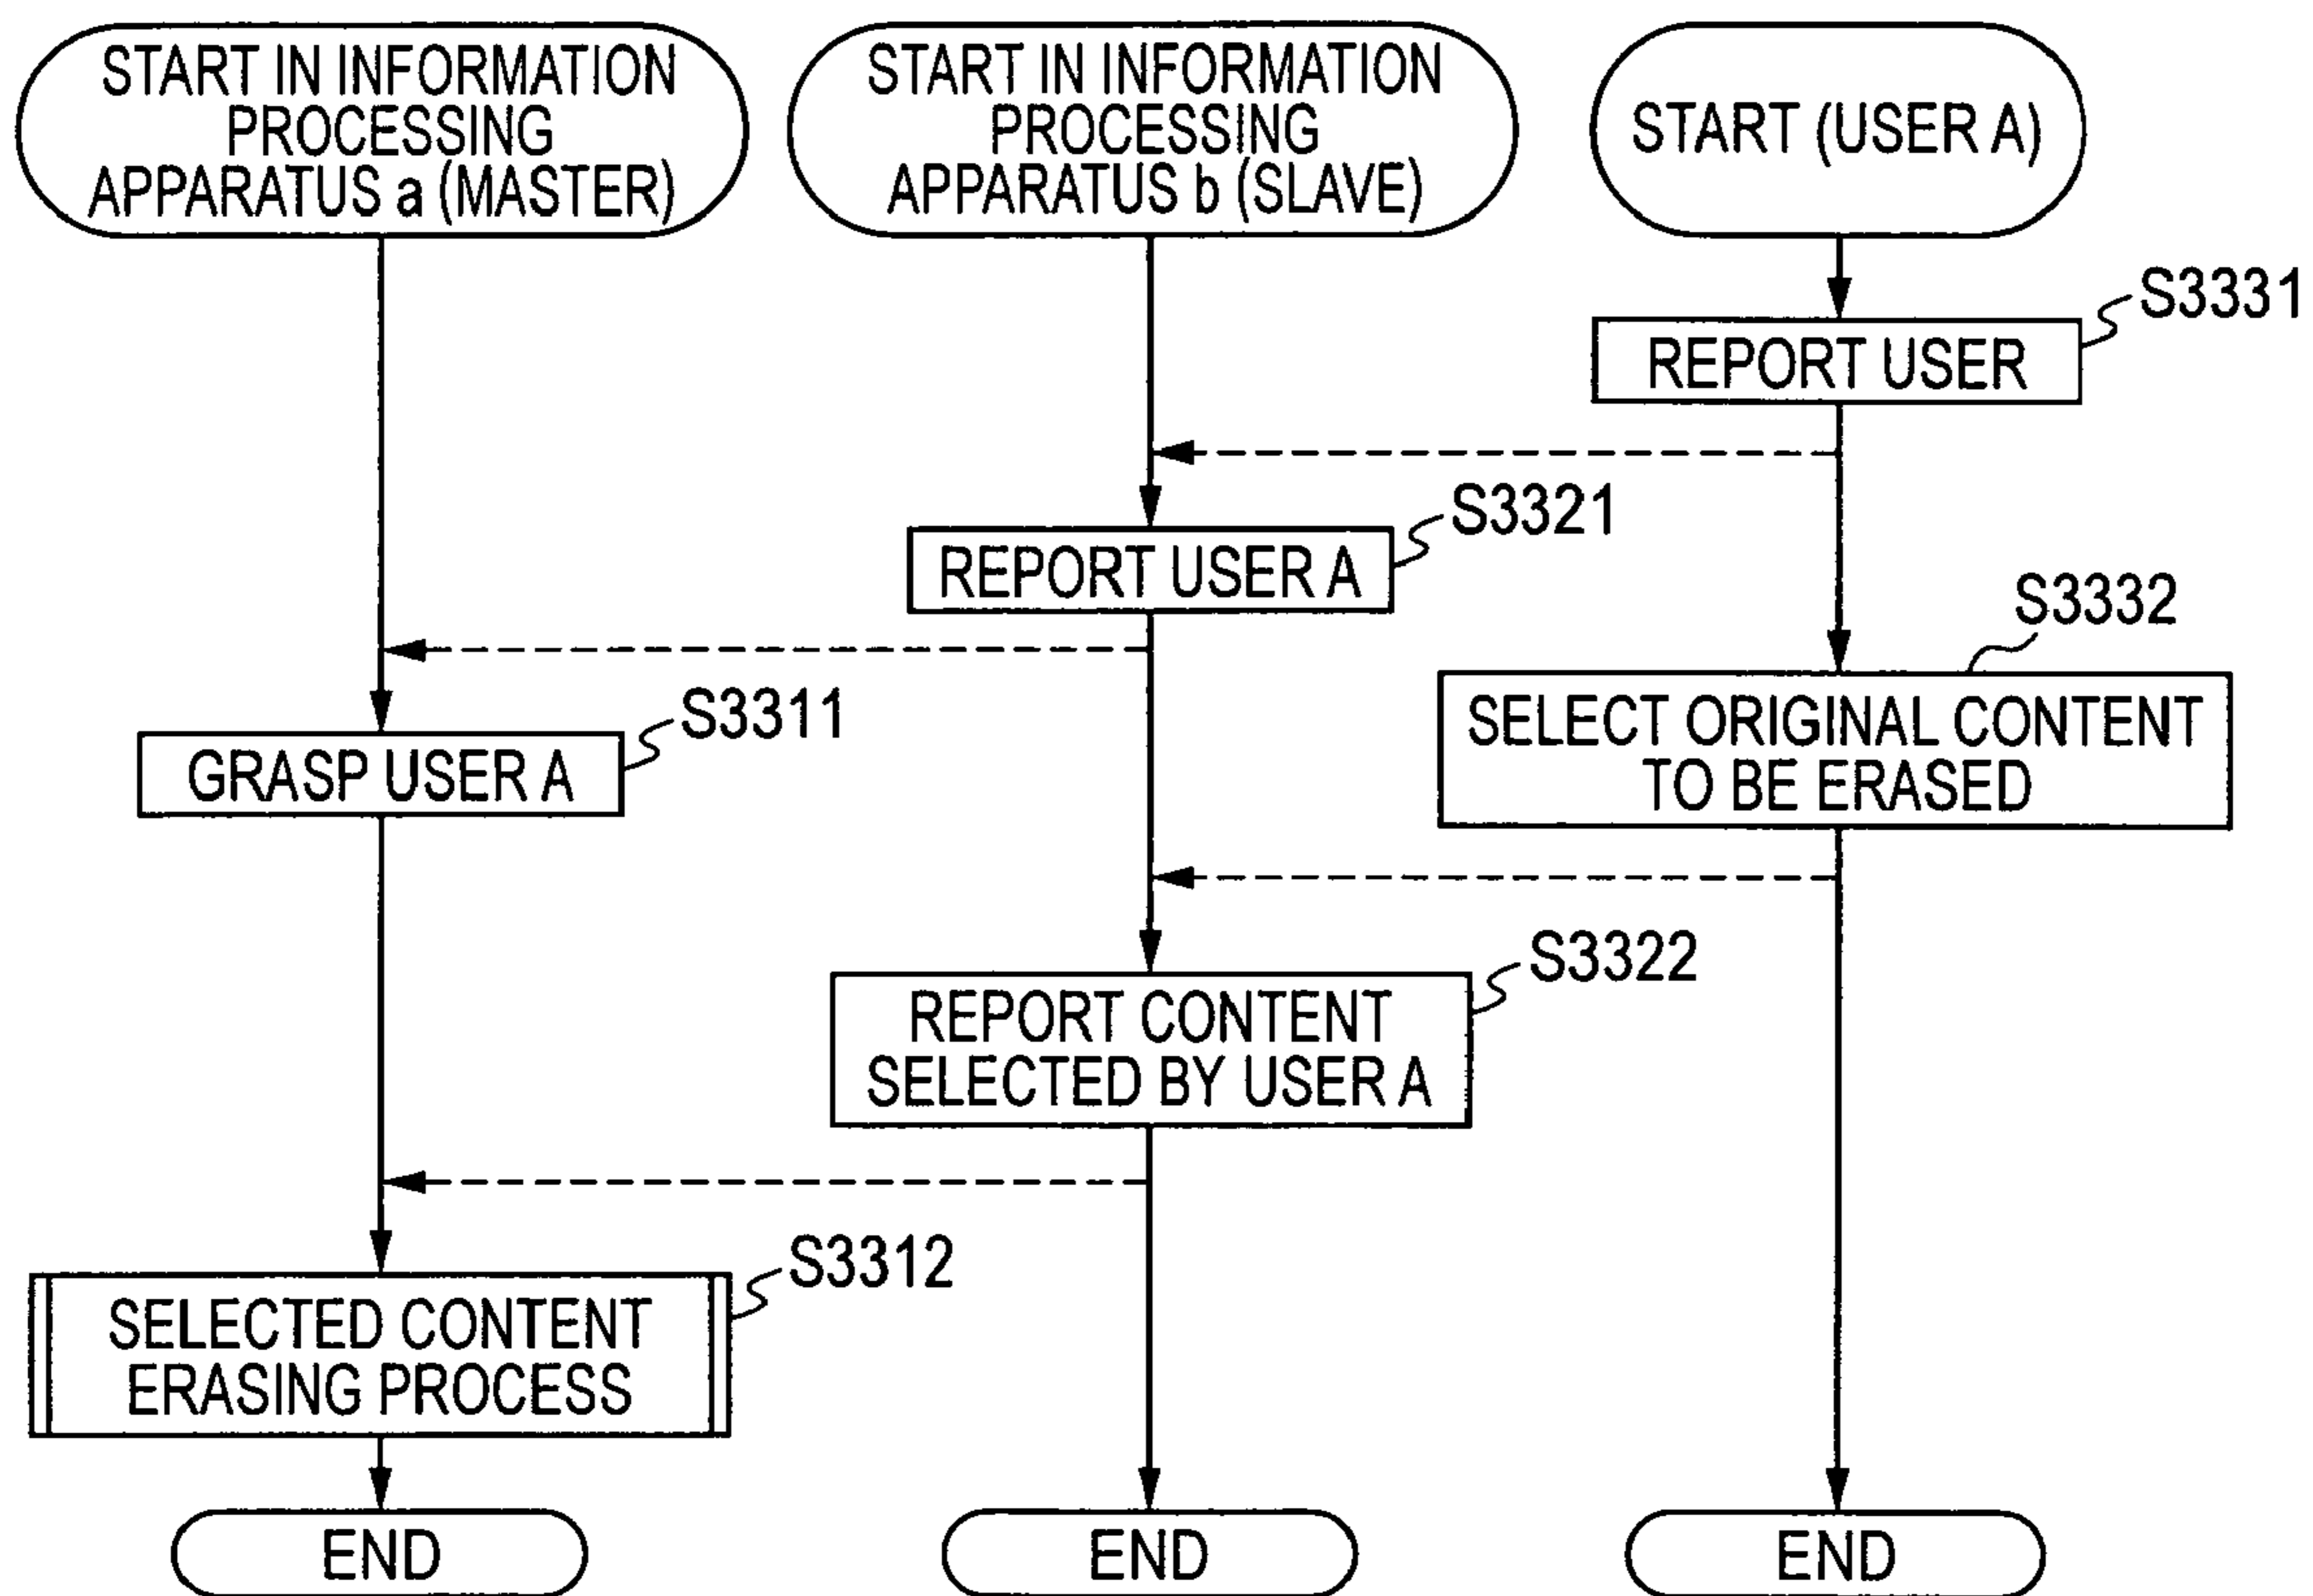 START IN INFORMATION
PROCESSING
APPARATUS a (MASTER)
START IN INFORMATION
PROCESSING
APPARATUS b (SLAVE)
START (USER A)
S3331
REPORT USER
S3321
REPORT USER A
S3332
SELECT ORIGINAL CONTENT
TO BE ERASED
S3311
GRASP USER A
S3322
REPORT CONTENT
SELECTED BY USER A
S3312
SELECTED CONTENT
ERASING PROCESS
END
END
END